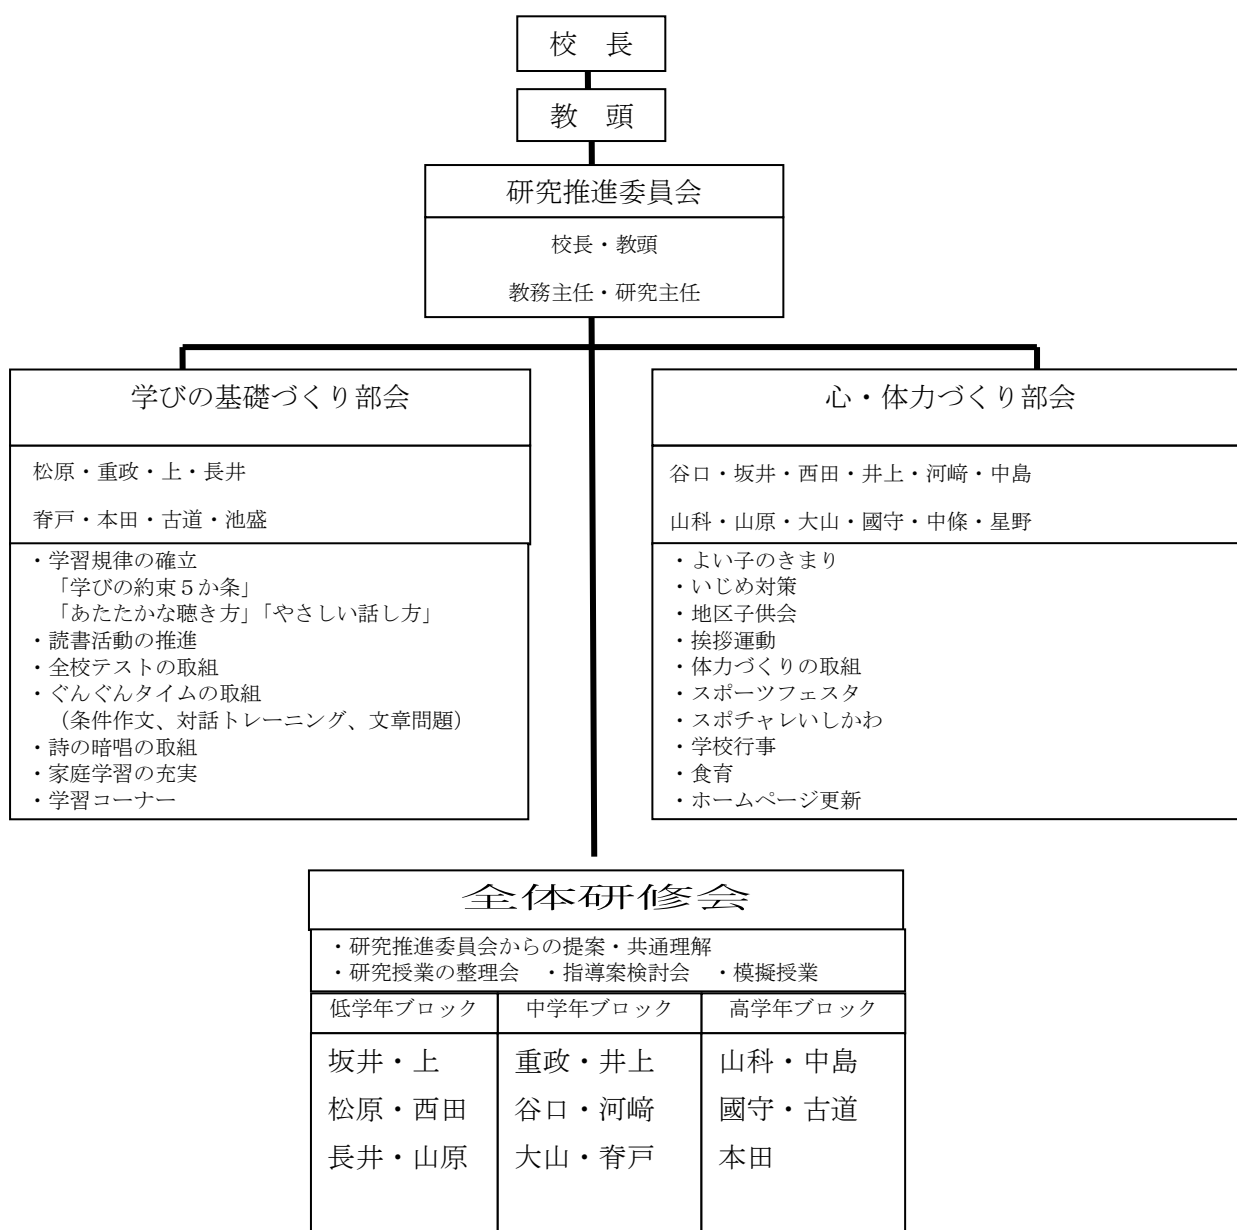 校　長
教　頭
研究推進委員会
校長・教頭
教務主任・研究主任
学びの基礎づくり部会
松原・重政・上・長井
脊戸・本田・古道・池盛
・学習規律の確立
「学びの約束５か条」
「あたたかな聴き方」「やさしい話し方」
・読書活動の推進
・全校テストの取組
・ぐんぐんタイムの取組
（条件作文、対話トレーニング、文章問題）
・詩の暗唱の取組
・家庭学習の充実
・学習コーナー
心・体力づくり部会
谷口・坂井・西田・井上・河﨑・中島
山科・山原・大山・國守・中條・星野
・よい子のきまり
・いじめ対策
・地区子供会
・挨拶運動
・体力づくりの取組
・スポーツフェスタ
・スポチャレいしかわ
・学校行事
・食育
・ホームページ更新
全体研修会
・研究推進委員会からの提案・共通理解
・研究授業の整理会　・指導案検討会　・模擬授業
低学年ブロック
坂井・上
松原・西田
長井・山原
中学年ブロック
重政・井上
谷口・河﨑
大山・脊戸
高学年ブロック
山科・中島
國守・古道
本田